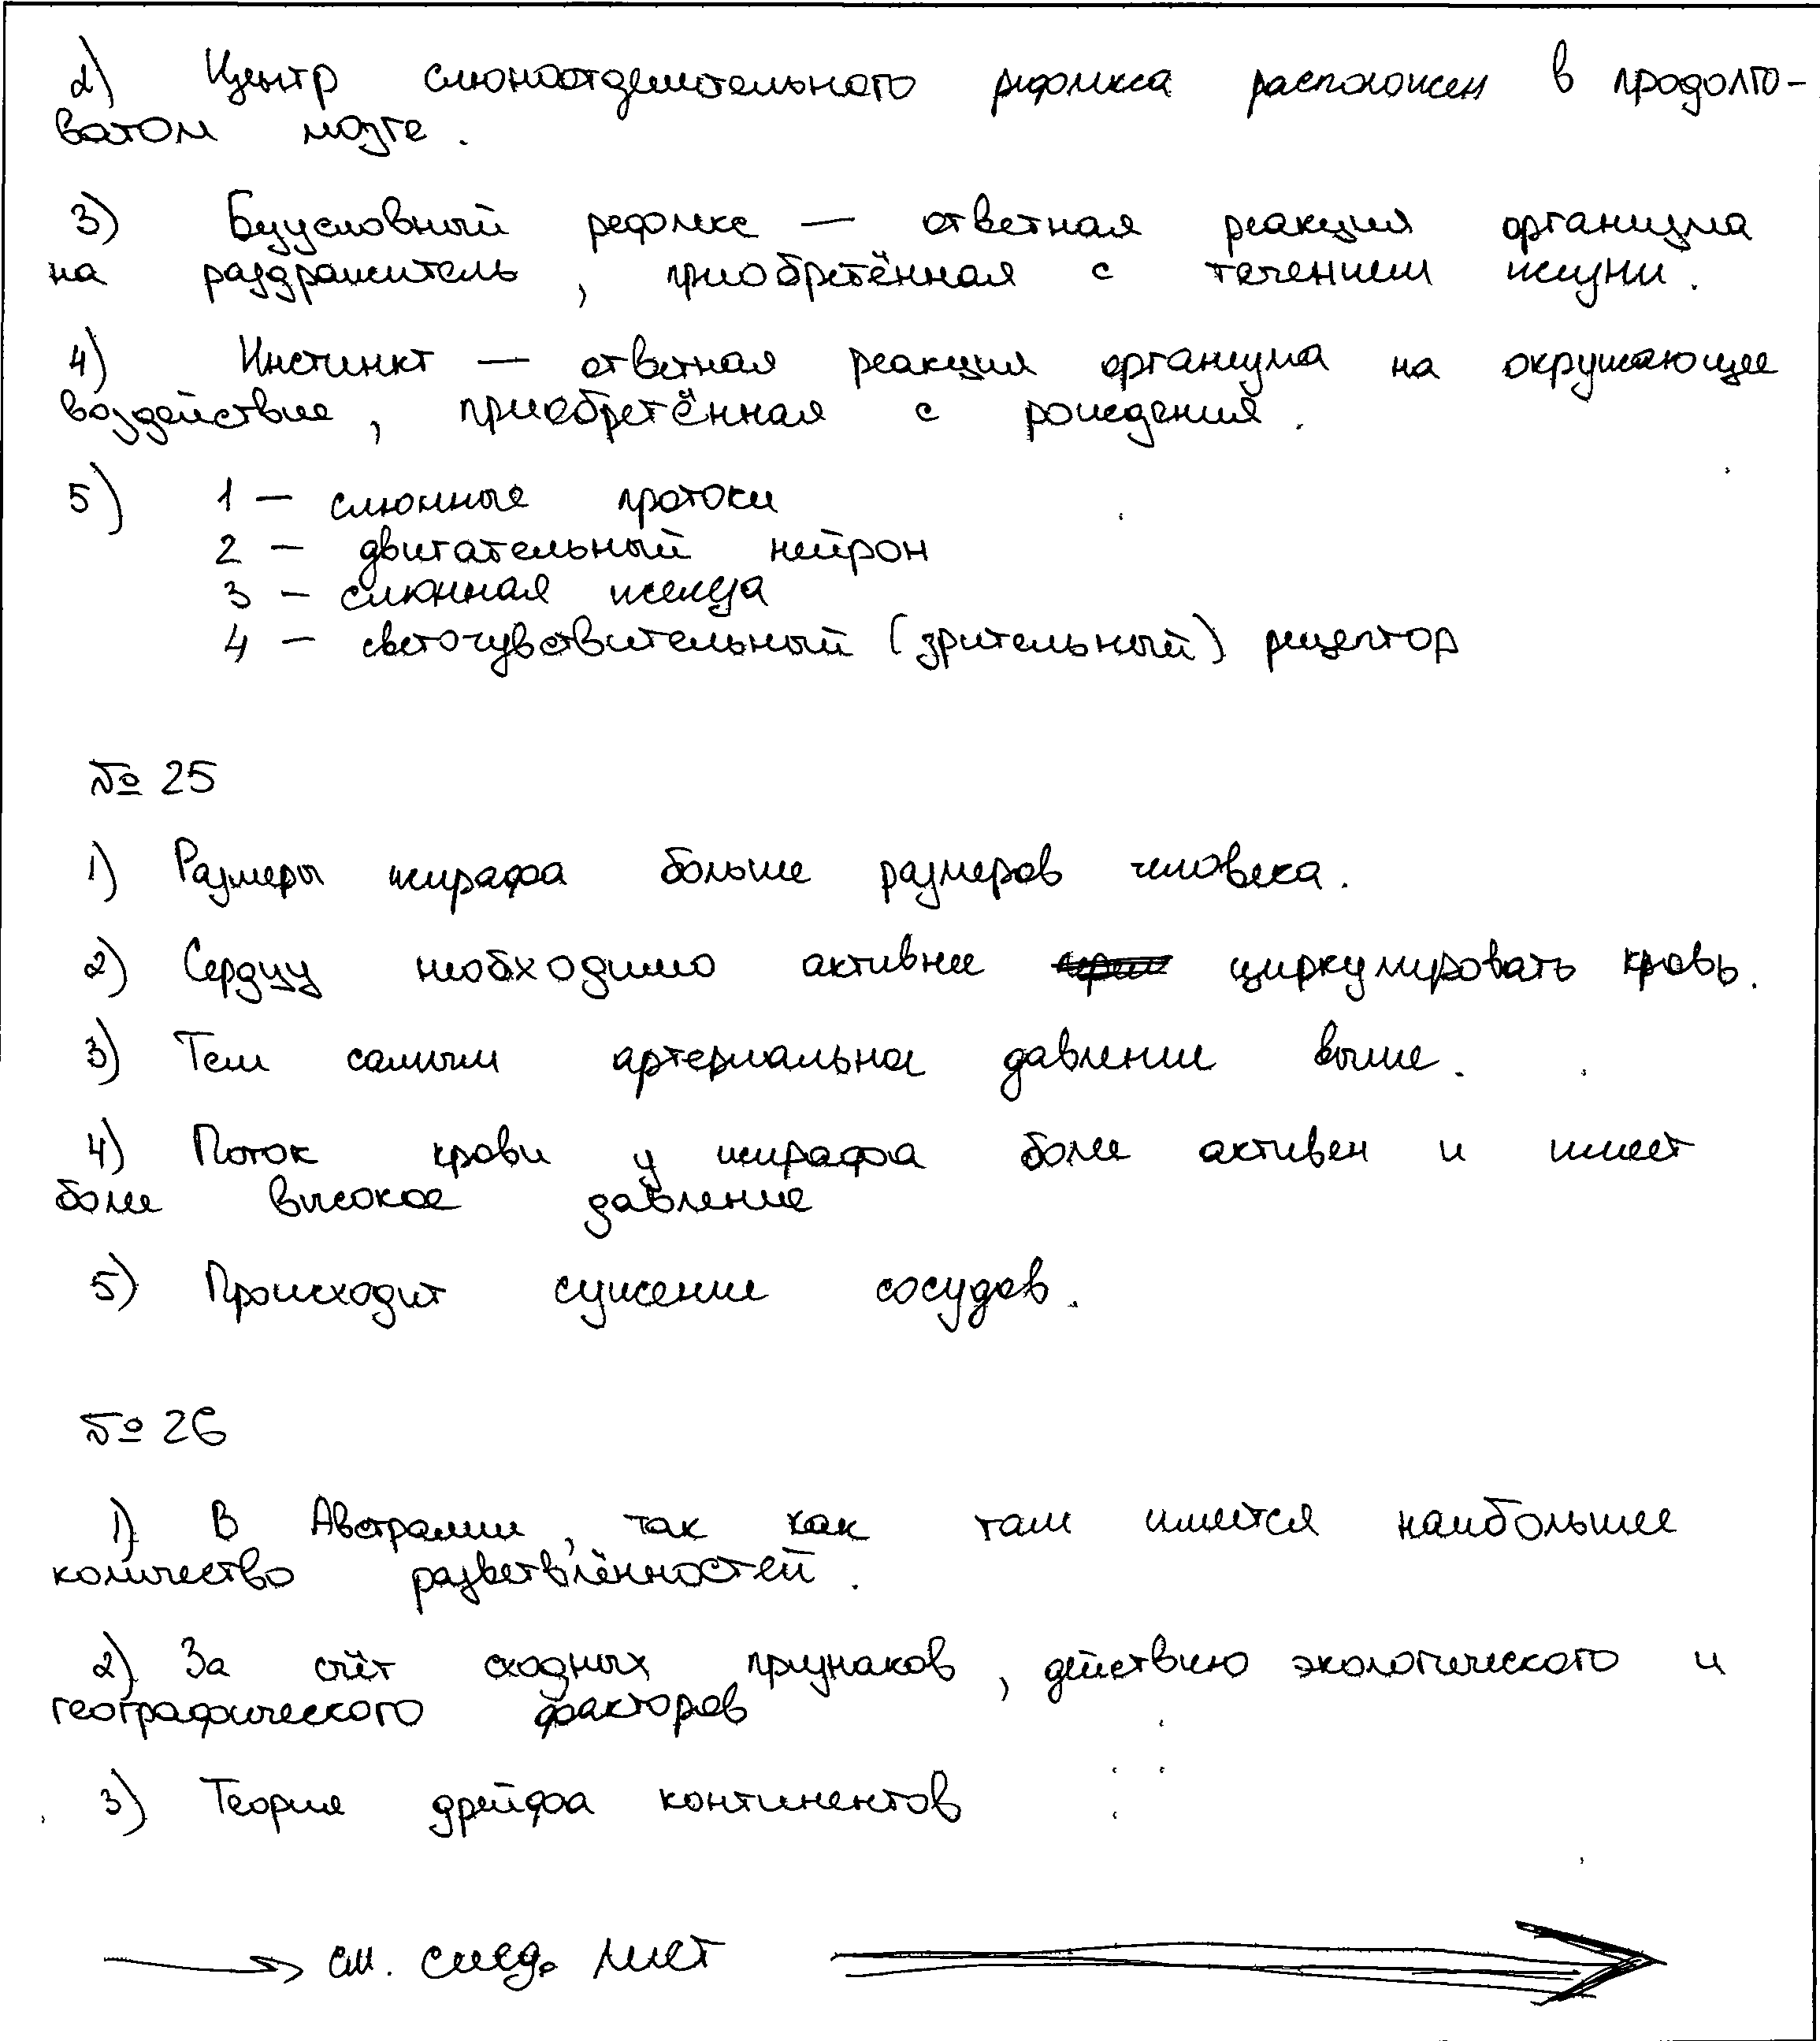 2) Центр слюноотделительного рефлекса расположен в продолго-
ватом мозге.
3) Безусловный рефлекс — ответная реакция организма
на раздражитель, приобретённая с течением жизни.
4) Инстинкт — ответная реакция организма на окружающее
воздействие, приобретённая с рождения.
5) 1 — слюнные протоки
2 — двигательный нейрон
3 — слюнная железа
4 — светочувствительный (зрительный) рецептор
№ 25
1) Размеры жирафа больше размеров человека.
2) Сердцу необходимо активнее циркулировать кровь.
3) Тем самым артериальное давление выше.
4) Поток крови у жирафа более активен и имеет
более высокое давление
5) Происходит сужение сосудов.
№ 26
1) В Австралии, так как там имеется наибольшее
количество разветвлённостей.
2) За счёт сходных признаков, действию экологического и
географического факторов
3) Теория дрейфа континентов
см. след. лист